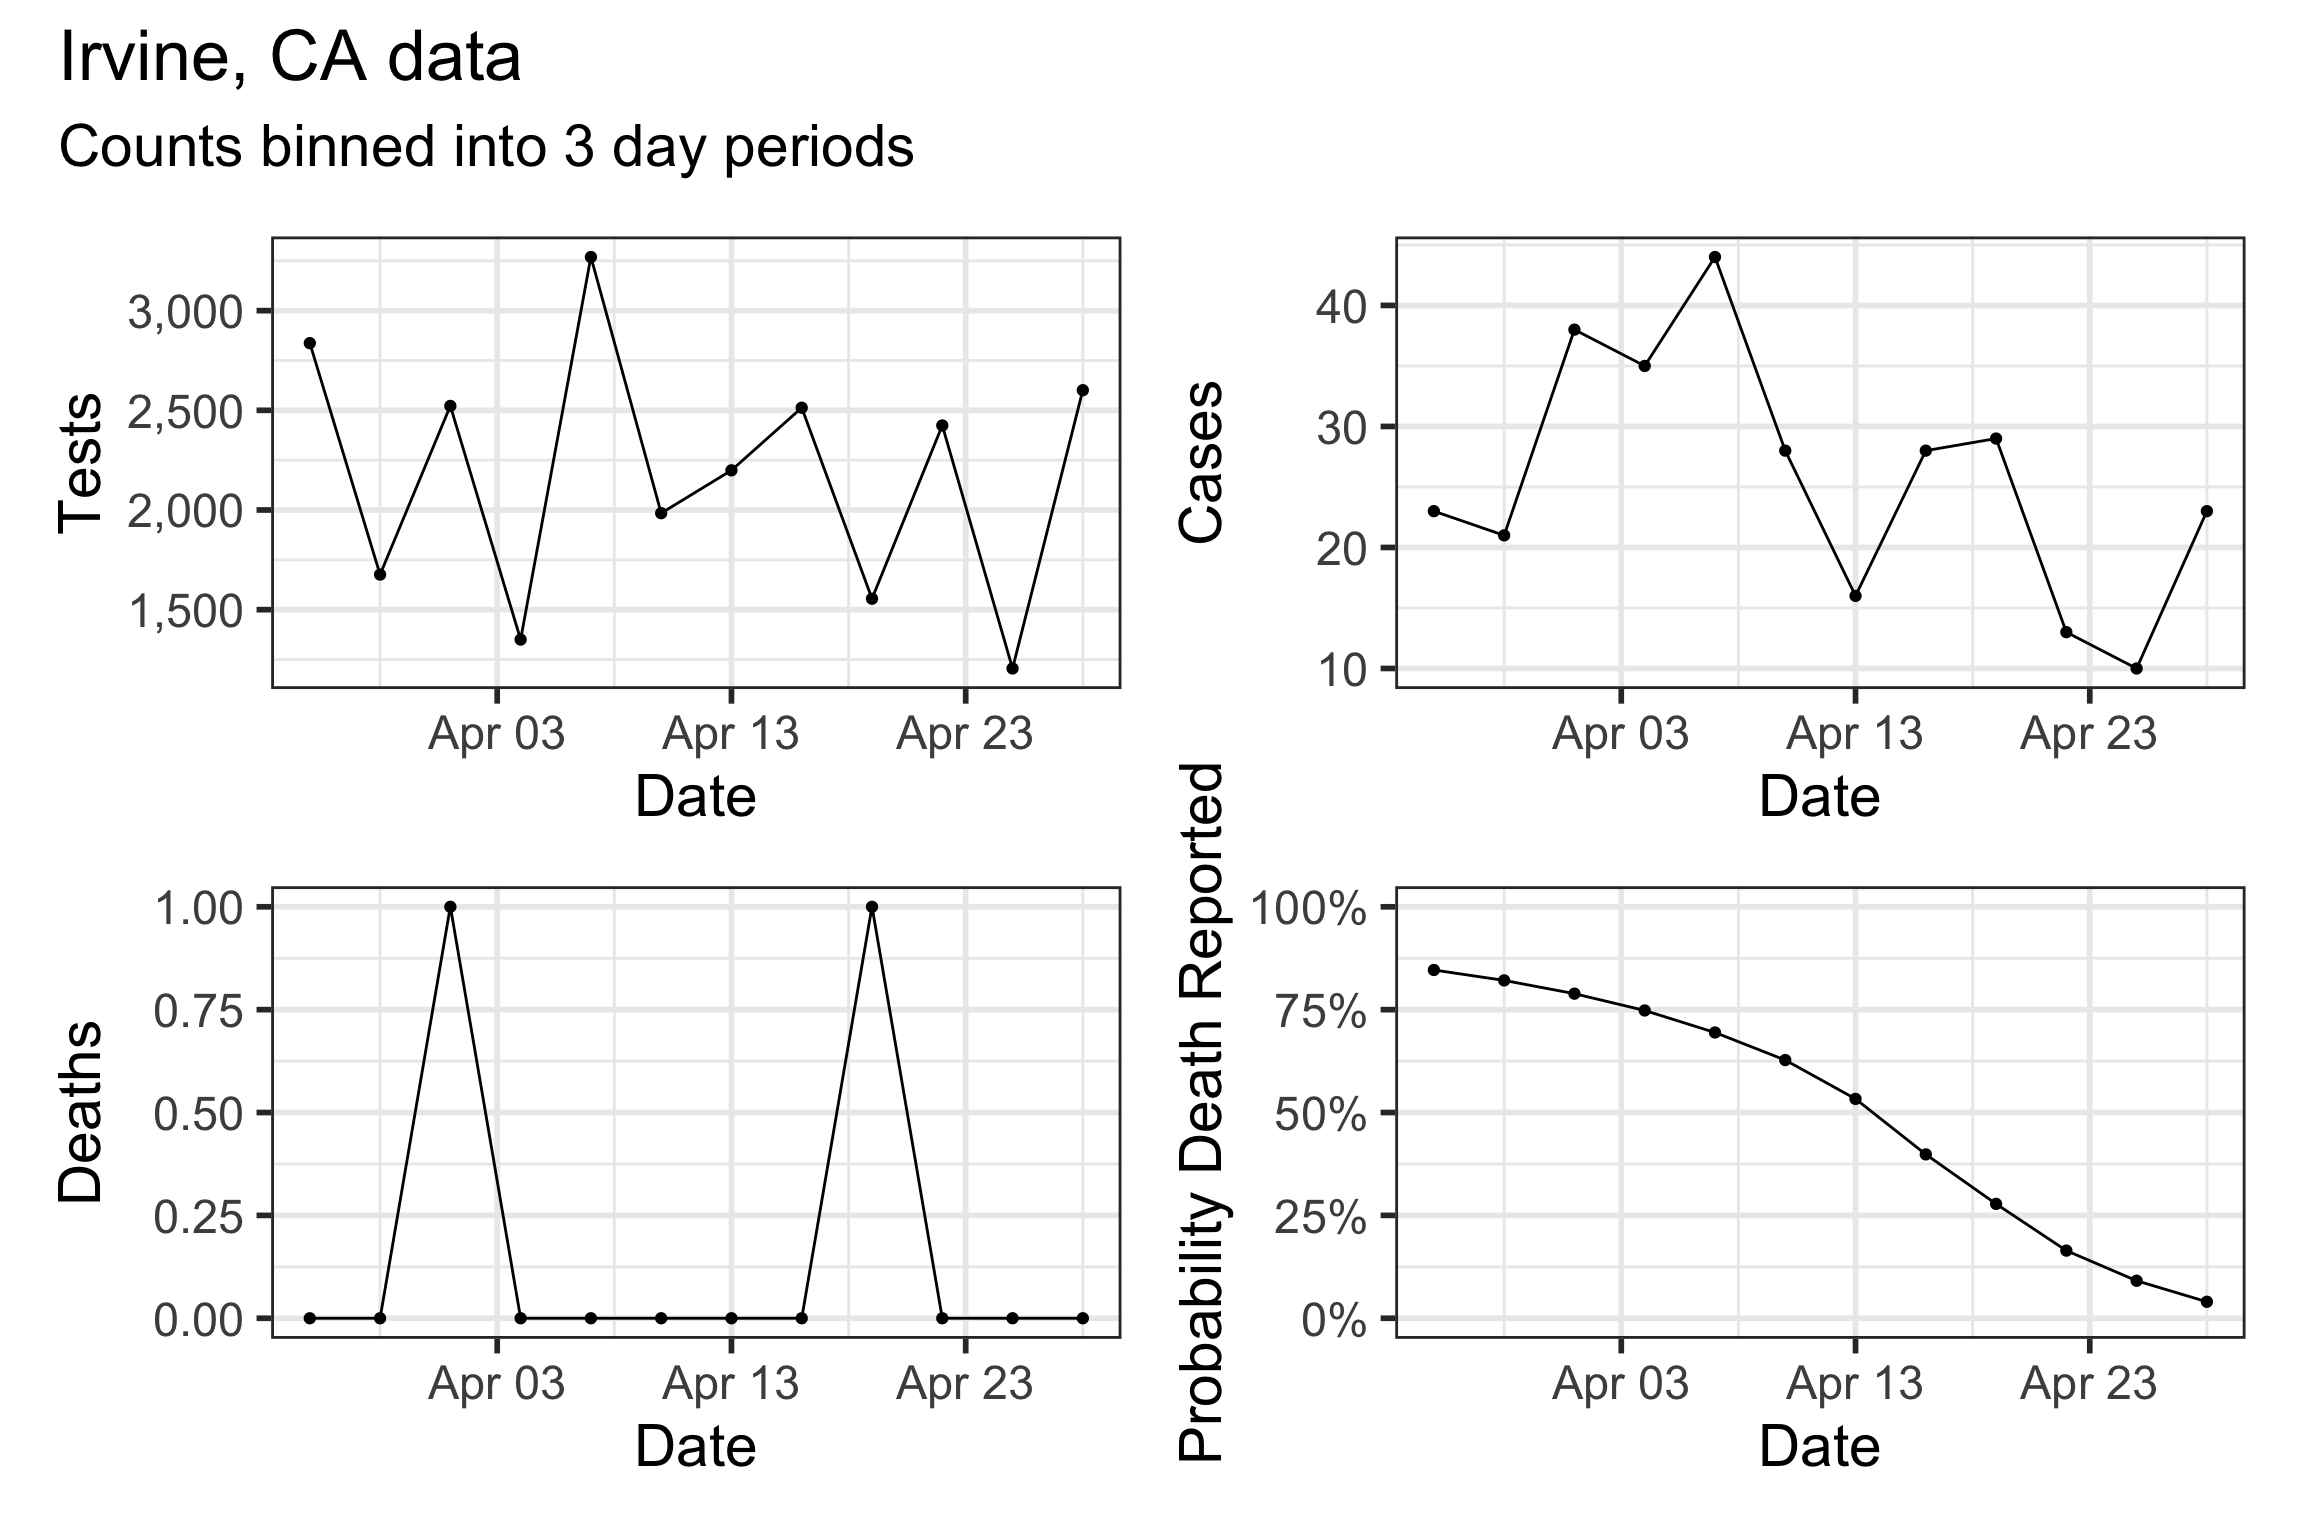 Irvine, CA data
Counts binned into 3 day periods
Tests
3,000
2,500
2,000
1,500
Apr 03 Apr 13 Apr 23
Date
Cases
40
30
20
10
Apr 03 Apr 13 Apr 23
Date
Deaths
1.00
0.75
0.50
0.25
0.00
Apr 03 Apr 13 Apr 23
Date
Probability Death Reported
100%
75%
50%
25%
0%
Apr 03 Apr 13 Apr 23
Date